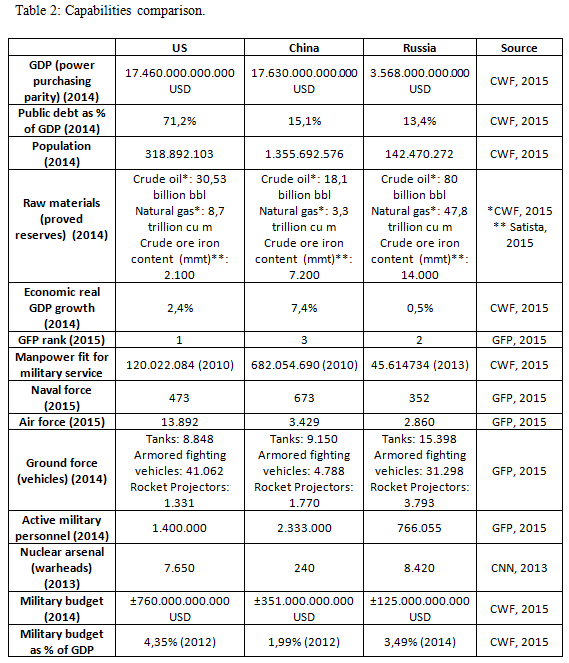 Table 2: Capabilities comparison.
US China Russia Source
GDP (power
purchasing
parity) (2014)
17.460.000.000.000
USD
17.630.000.000.000
USD
3.568.000.000.000
USD
CWF, 2015
Public debt as %
of GDP (2014)
71,2%
15,1%
13,4%
CWF, 2015
Population
(2014)
318.892.103
1.355.692.576
142.470.272
CWF, 2015
Raw materials
(proved
reserves) (2014)
Crude oil*: 30,53
billion bbl
Natural gas*: 8,7
trillion cu m
Crude ore iron
content (mmt)**:
2.100
Crude oil*: 18,1
billion bbl
Natural gas*: 3,3
trillion cu m
Crude ore iron
content (mmt)**:
7.200
Crude oil*: 80
billion bbl
Natural gas*: 47,8
trillion cu m
Crude ore iron
content (mmt)**:
14.000
*CWF, 2015
** Satista,
2015
Economic real
GDP growth
(2014)
2,4%
7,4%
0,5%
CWF, 2015
GFP rank (2015)
1
3
2
GFP, 2015
Manpower fit for
military service
120.022.084 (2010)
682.054.690 (2010)
45.614734 (2013)
CWF, 2015
Naval force
(2015)
473
673
352
GFP, 2015
Air force (2015)
13.892
3.429
2.860
GFP, 2015
Ground force
(vehicles) (2014)
Tanks: 8.848
Armored fighting
vehicles: 41.062
Rocket Projectors:
1.331
Tanks: 9.150
Armored fighting
vehicles: 4.788
Rocket Projectors:
1.770
Tanks: 15.398
Armored fighting
vehicles: 31.298
Rocket Projectors:
3.793
GFP, 2015
Active military
personnel (2014)
1.400.000
2.333.000
766.055
GFP, 2015
Nuclear arsenal
(warheads)
(2013)
7.650
240
8.420
CNN, 2013
Military budget
(2014)
±760.000.000.000
USD
±351.000.000.000
USD
±125.000.000.000
USD
CWF, 2015
Military budget
as % of GDP
4,35% (2012)
1,99% (2012)
3,49% (2014)
CWF, 2015